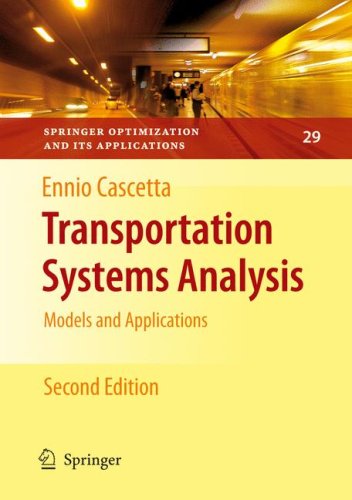 SPRINGER OPTIMIZATION
AND ITS APPLICATIONS
29
Ennio Cascetta
Transportation
Systems Analysis
Models and Applications
Second Edition
Springer